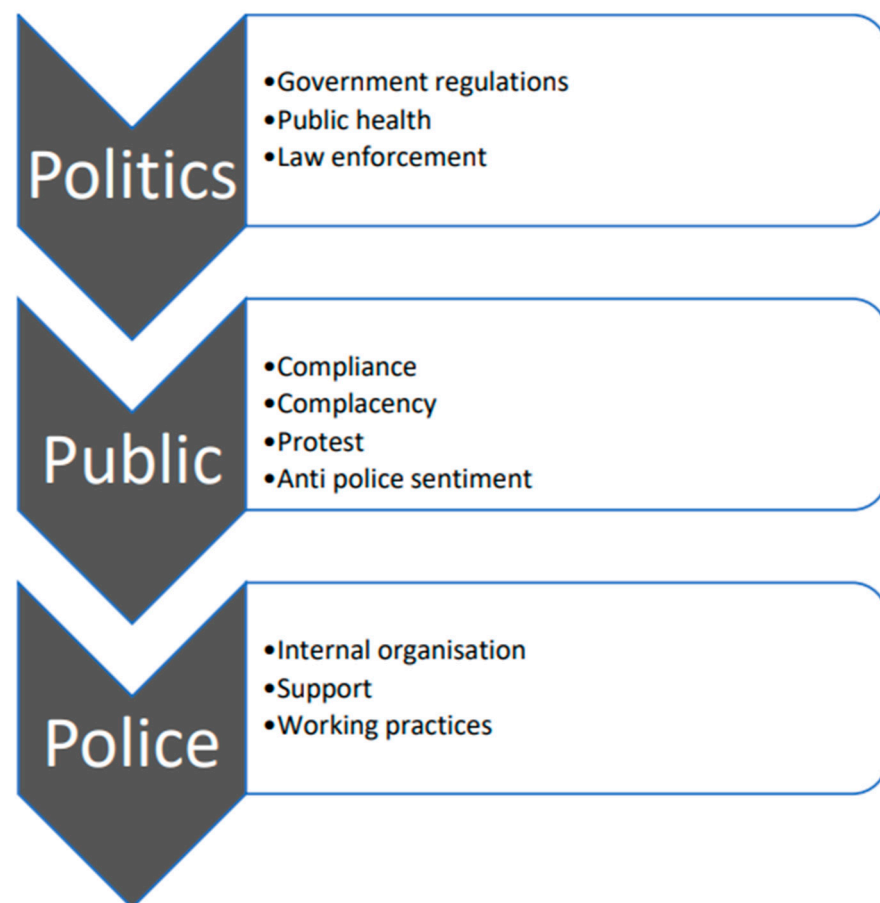 Politics
•Government regulations
•Public health
•Law enforcement
Public
•Compliance
•Complacency
•Protest
•Anti police sentiment
Police
•Internal organisation
•Support
•Working practices